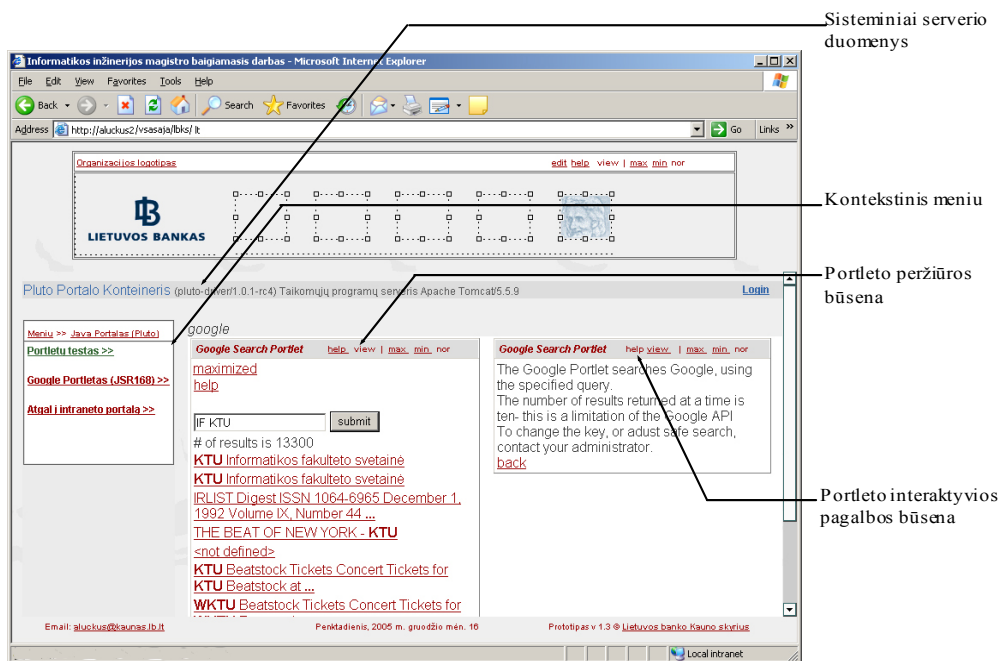 Sisteminiai serverio
duomenys
Informatikos inžinerijos magistro baigiamasis darbas - Microsoft Internet Explorer
File Edit View Favorites Tools Help
Back Search Favorites
Address http://aluckus2/vsasaja/lbks/ lt Go Links »
Organizacijos logotipas edit help view | max min nor
LIETUVOS BANKAS
Kontekstinis meniu
Portleto peržiūros
būsena
Pluto Portalo Konteineris (pluto-driver/1.0.1-rc4) Taikomųjų programų serveris Apache Tomcat/5.5.9 Login
Meniu >> Java Portalas (Pluto)
Portletu testas >>
Google Portletas (JSR168) >>
Atgal į intraneto portalą >>
google
Google Search Portlet help view | max min nor
maximized
help
IF KTU submit
# of results is 13300
KTU Informatikos fakulteto svetainė
KTU Informatikos fakulteto svetainė
IRLIST Digest ISSN 1064-6965 December 1,
1992 Volume IX, Number 44 ...
THE BEAT OF NEW YORK - KTU
<not defined>
KTU Beatstock Tickets Concert Tickets for
KTU Beatstock at ...
WKTU Beatstock Tickets Concert Tickets for
Google Search Portlet help view | max min nor
The Google Portlet searches Google, using
the specified query.
The number of results returned at a time is
ten- this is a limitation of the Google API
To change the key, or adust safe search,
contact your administrator.
back
Portleto interaktyvios
pagalbos būsena
Email: aluckus@kaunas.lb.lt Penktadienis, 2005 m. gruodžio mėn. 16 Prototipas v 1.3 © Lietuvos banko Kauno skyrius
Local intranet